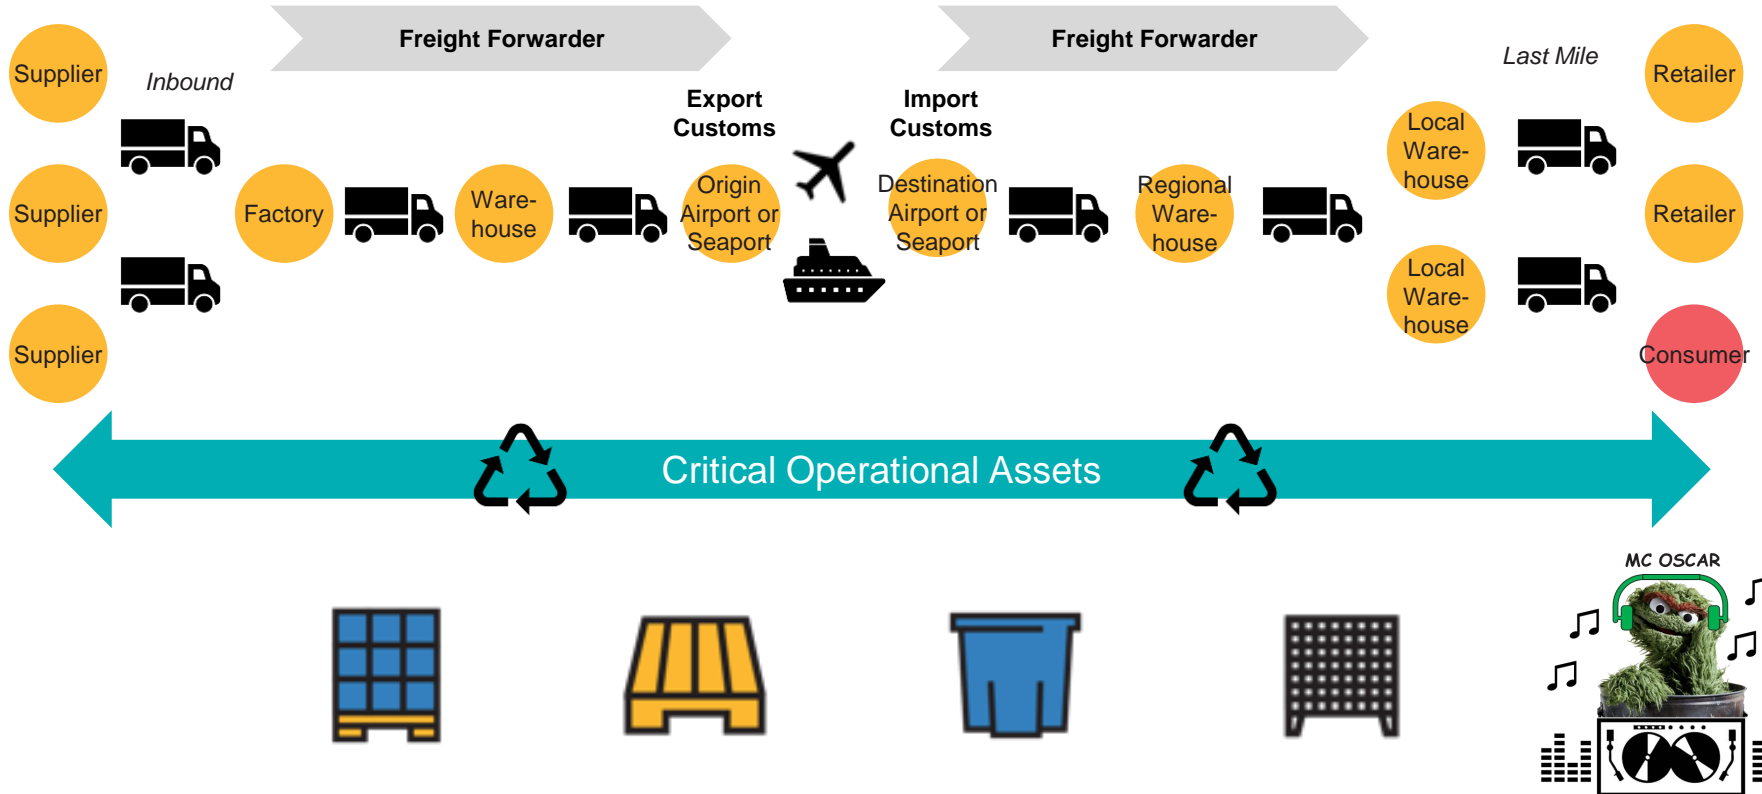 Freight Forwarder
Freight Forwarder
Supplier
Inbound
Last Mile
Retailer
Export
Customs
Import
Customs
Local
Ware-
house
Supplier
Factory
Ware-
house
Origin
Airport or
Seaport
Destination
Airport or
Seaport
Regional
Ware-
house
Retailer
Local
Ware-
house
Supplier
Consumer
Critical Operational Assets
MC OSCAR